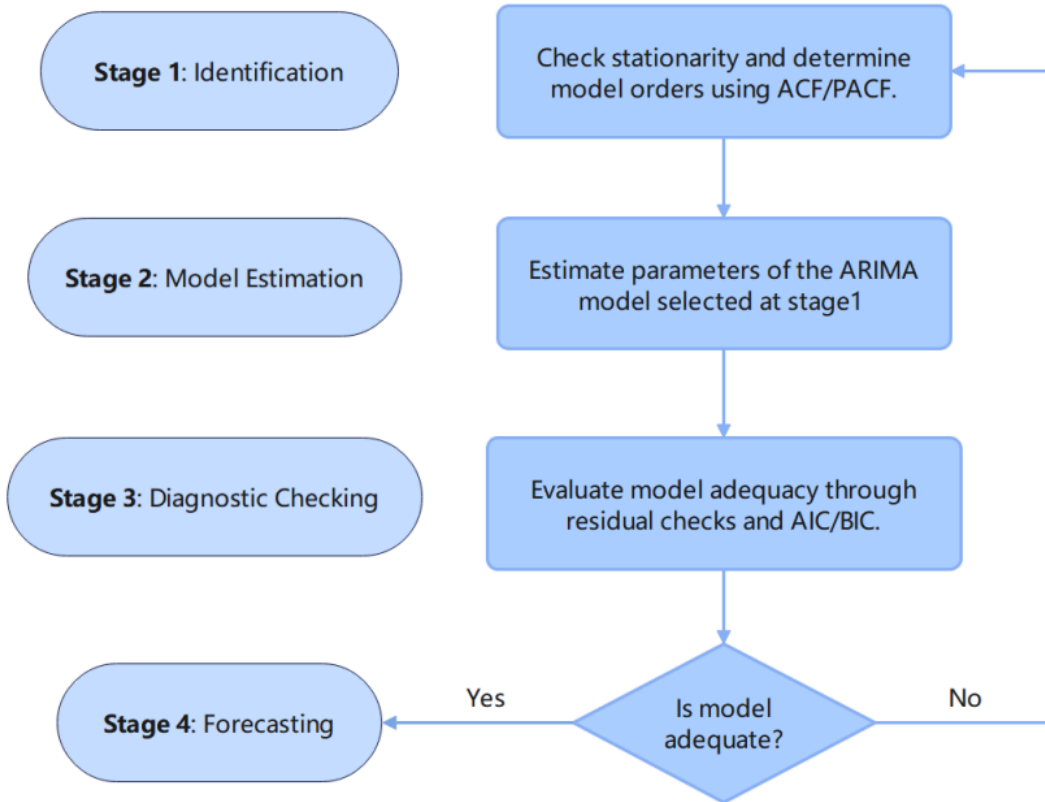 Stage 1: Identification
Check stationarity and determine
model orders using ACF/PACF.
Stage 2: Model Estimation
Estimate parameters of the ARIMA
model selected at stage1
Stage 3: Diagnostic Checking
Evaluate model adequacy through
residual checks and AIC/BIC.
Stage 4: Forecasting
Yes
Is model
adequate?
No